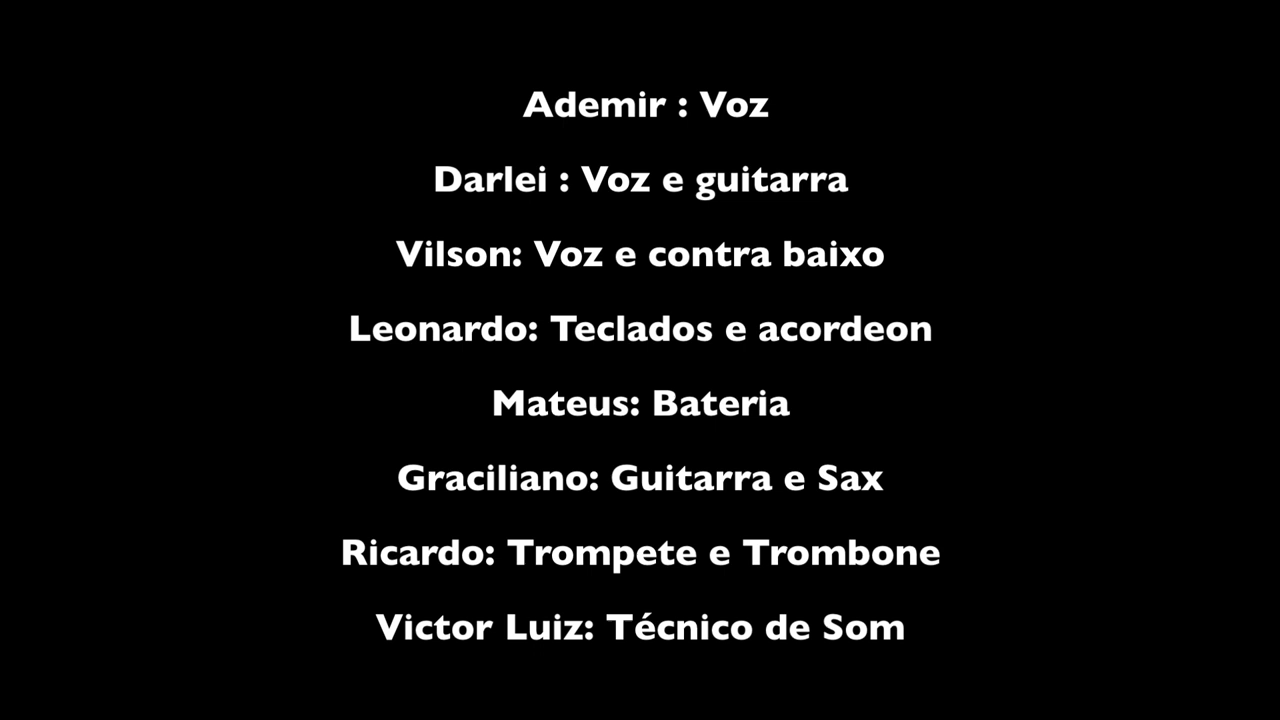 Ademir : Voz
Darlei : Voz e guitarra
Vilson: Voz e contra baixo
Leonardo: Teclados e acordeon
Mateus: Bateria
Graciliano: Guitarra e Sax
Ricardo: Trompete e Trombone
Victor Luiz: Técnico de Som